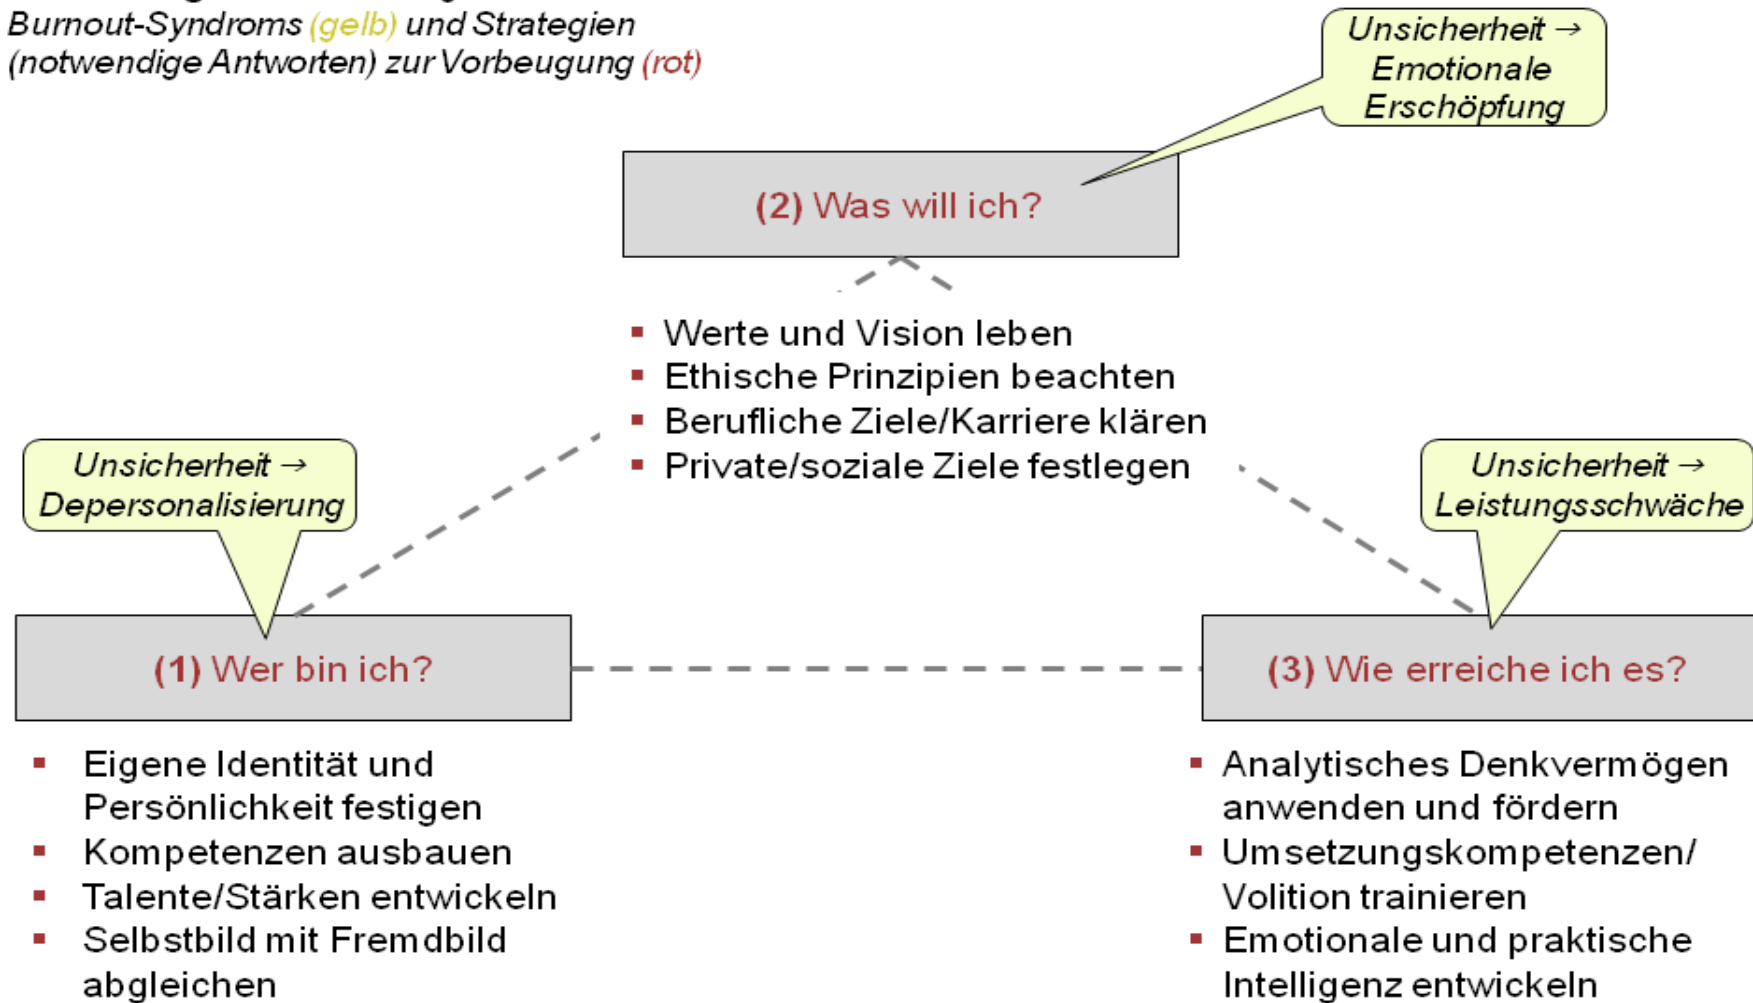 Burnout-Syndroms (gelb) und Strategien
(notwendige Antworten) zur Vorbeugung (rot)
Unsicherheit →
Emotionale
Erschöpfung
(2) Was will ich?
▪ Werte und Vision leben
▪ Ethische Prinzipien beachten
▪ Berufliche Ziele/Karriere klären
▪ Private/soziale Ziele festlegen
Unsicherheit →
Depersonalisierung
Unsicherheit →
Leistungsschwäche
(1) Wer bin ich?
(3) Wie erreiche ich es?
▪ Eigene Identität und
Persönlichkeit festigen
▪ Kompetenzen ausbauen
▪ Talente/Stärken entwickeln
▪ Selbstbild mit Fremdbild
abgleichen
▪ Analytisches Denkvermögen
anwenden und fördern
▪ Umsetzungskompetenzen/
Volition trainieren
▪ Emotionale und praktische
Intelligenz entwickeln